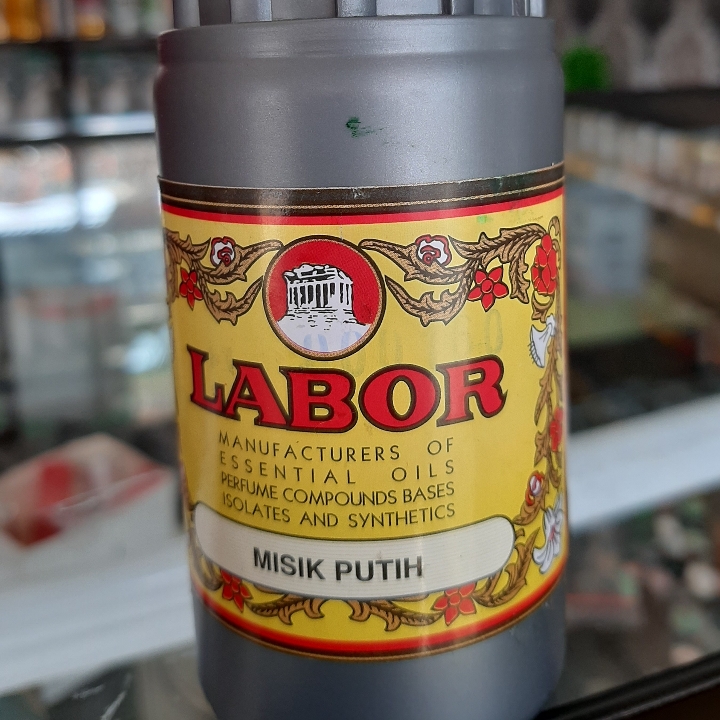 LABOR
MANUFACTURERS OF
ESSENTIAL OILS
PERFUME COMPOUNDS BASES
ISOLATES AND SYNTHETICS
MISIK PUTIH